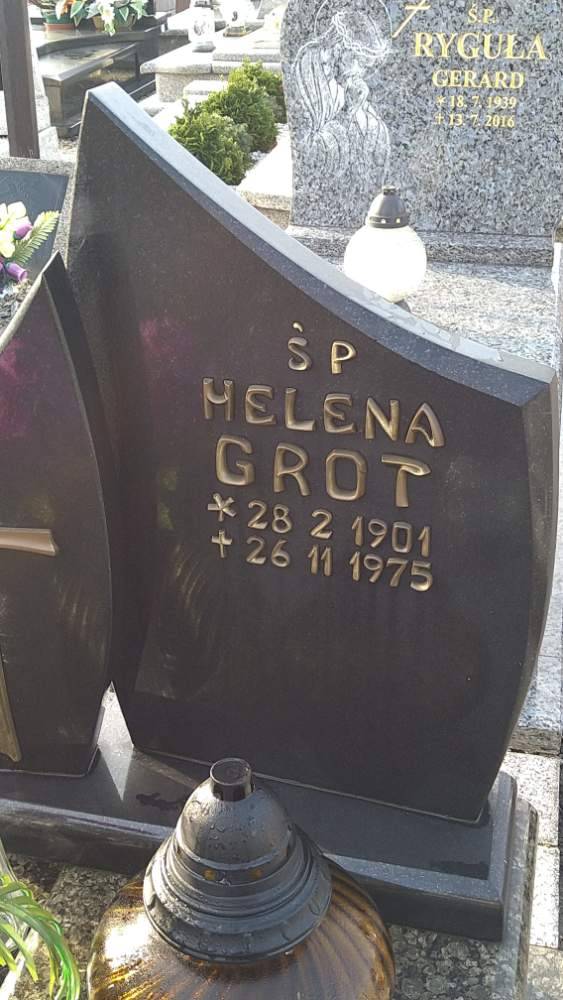 Ś.P.
RYGUŁA
GERARD
* 18. 7. 1939
+ 13. 7. 2016
ŚP
HELENA
GROT
* 28 2 1901
+ 26 11 1975